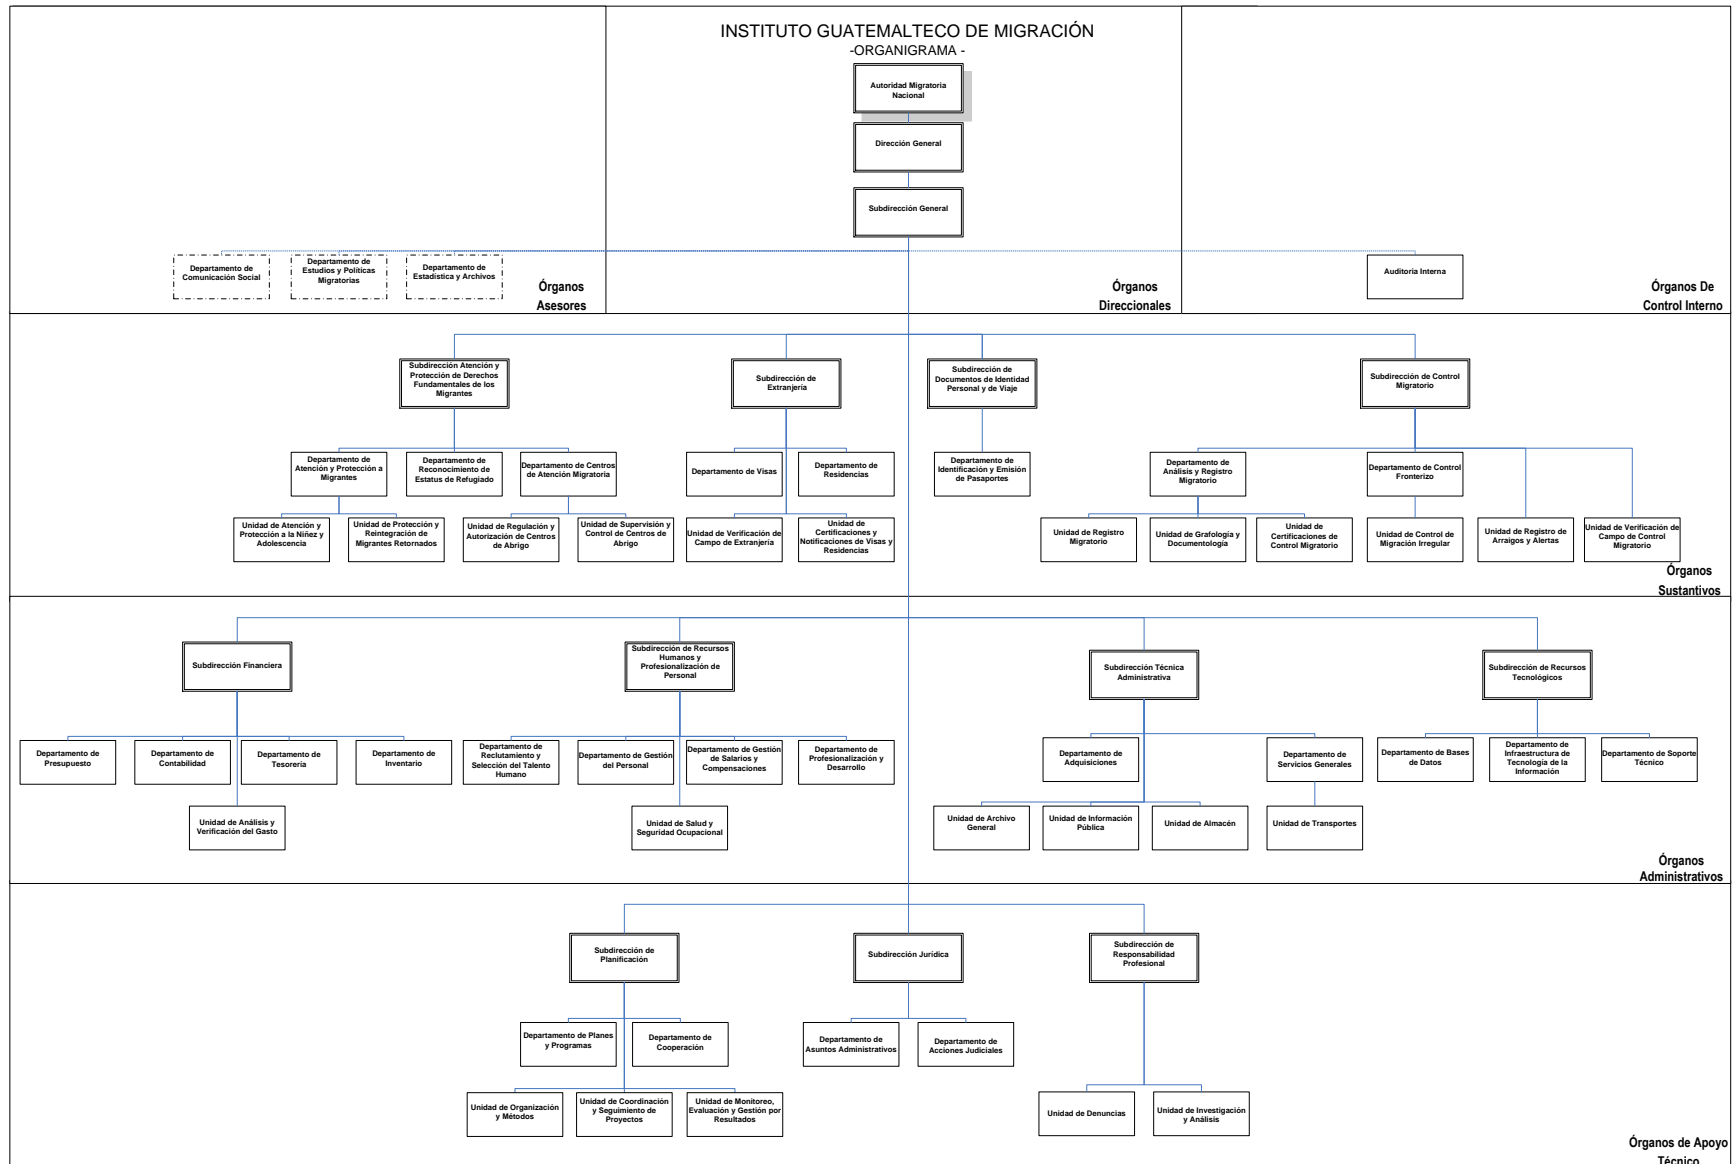 INSTITUTO GUATEMALTECO DE MIGRACIÓN
-ORGANIGRAMA -
Autoridad Migratoria
Nacional
Dirección General
Subdirección General
Departamento de
Comunicación Social
Departamento de
Estudios y Políticas
Migratorias
Departamento de
Estadística y Archivos
Auditoria Interna
Órganos
Asesores
Órganos
Direccionales
Órganos De
Control Interno
Subdirección Atención y
Protección de Derechos
Fundamentales de los
Migrantes
Subdirección de
Extranjería
Subdirección de
Documentos de Identidad
Personal y de Viaje
Subdirección de Control
Migratorio
Departamento de
Atención y Protección a
Migrantes
Departamento de
Reconocimiento de
Estatus de Refugiado
Departamento de Centros
de Atención Migratoria
Departamento de Visas
Departamento de
Residencias
Departamento de
Identificación y Emisión
de Pasaportes
Departamento de
Análisis y Registro
Migratorio
Departamento de Control
Fronterizo
Unidad de Atención y
Protección a la Niñez y
Adolescencia
Unidad de Protección y
Reintegración de
Migrantes Retornados
Unidad de Regulación y
Autorización de Centros
de Abrigo
Unidad de Supervisión y
Control de Centros de
Abrigo
Unidad de Verificación de
Campo de Extranjería
Unidad de
Certificaciones y
Notificaciones de Visas y
Residencias
Unidad de Registro
Migratorio
Unidad de Grafología y
Documentología
Unidad de
Certificaciones de
Control Migratorio
Unidad de Control de
Migración Irregular
Unidad de Registro de
Arraigos y Alertas
Unidad de Verificación de
Campo de Control
Migratorio
Órganos
Sustantivos
Subdirección Financiera
Subdirección de Recursos
Humanos y
Profesionalización de
Personal
Subdirección Técnica
Administrativa
Subdirección de Recursos
Tecnológicos
Departamento de
Presupuesto
Departamento de
Contabilidad
Departamento de
Tesorería
Departamento de
Inventario
Departamento de
Reclutamiento y
Selección del Talento
Humano
Departamento de Gestión
del Personal
Departamento de Gestión
de Salarios y
Compensaciones
Departamento de
Profesionalización y
Desarrollo
Departamento de
Adquisiciones
Departamento de
Servicios Generales
Departamento de Bases
de Datos
Departamento de
Infraestructura de
Tecnología de la
Información
Departamento de Soporte
Técnico
Unidad de Análisis y
Verificación del Gasto
Unidad de Salud y
Seguridad Ocupacional
Unidad de Archivo
General
Unidad de Información
Pública
Unidad de Almacén
Unidad de Transportes
Órganos
Administrativos
Subdirección de
Planificación
Subdirección Jurídica
Subdirección de
Responsabilidad
Profesional
Departamento de Planes
y Programas
Departamento de
Cooperación
Departamento de
Asuntos Administrativos
Departamento de
Acciones Judiciales
Unidad de Organización
y Métodos
Unidad de Coordinación
y Seguimiento de
Proyectos
Unidad de Monitoreo,
Evaluación y Gestión por
Resultados
Unidad de Denuncias
Unidad de Investigación
y Análisis
Órganos de Apoyo
Técnico